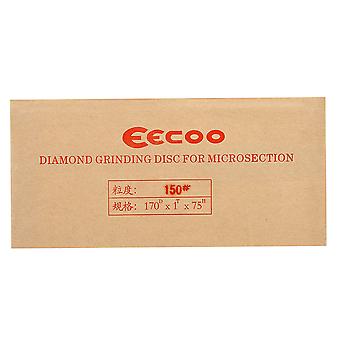 EECOO
DIAMOND GRINDING DISC FOR MICROSECTION
粒度: 150#
规格: 170ᴰ x 1ᵀ x 75ᴴ